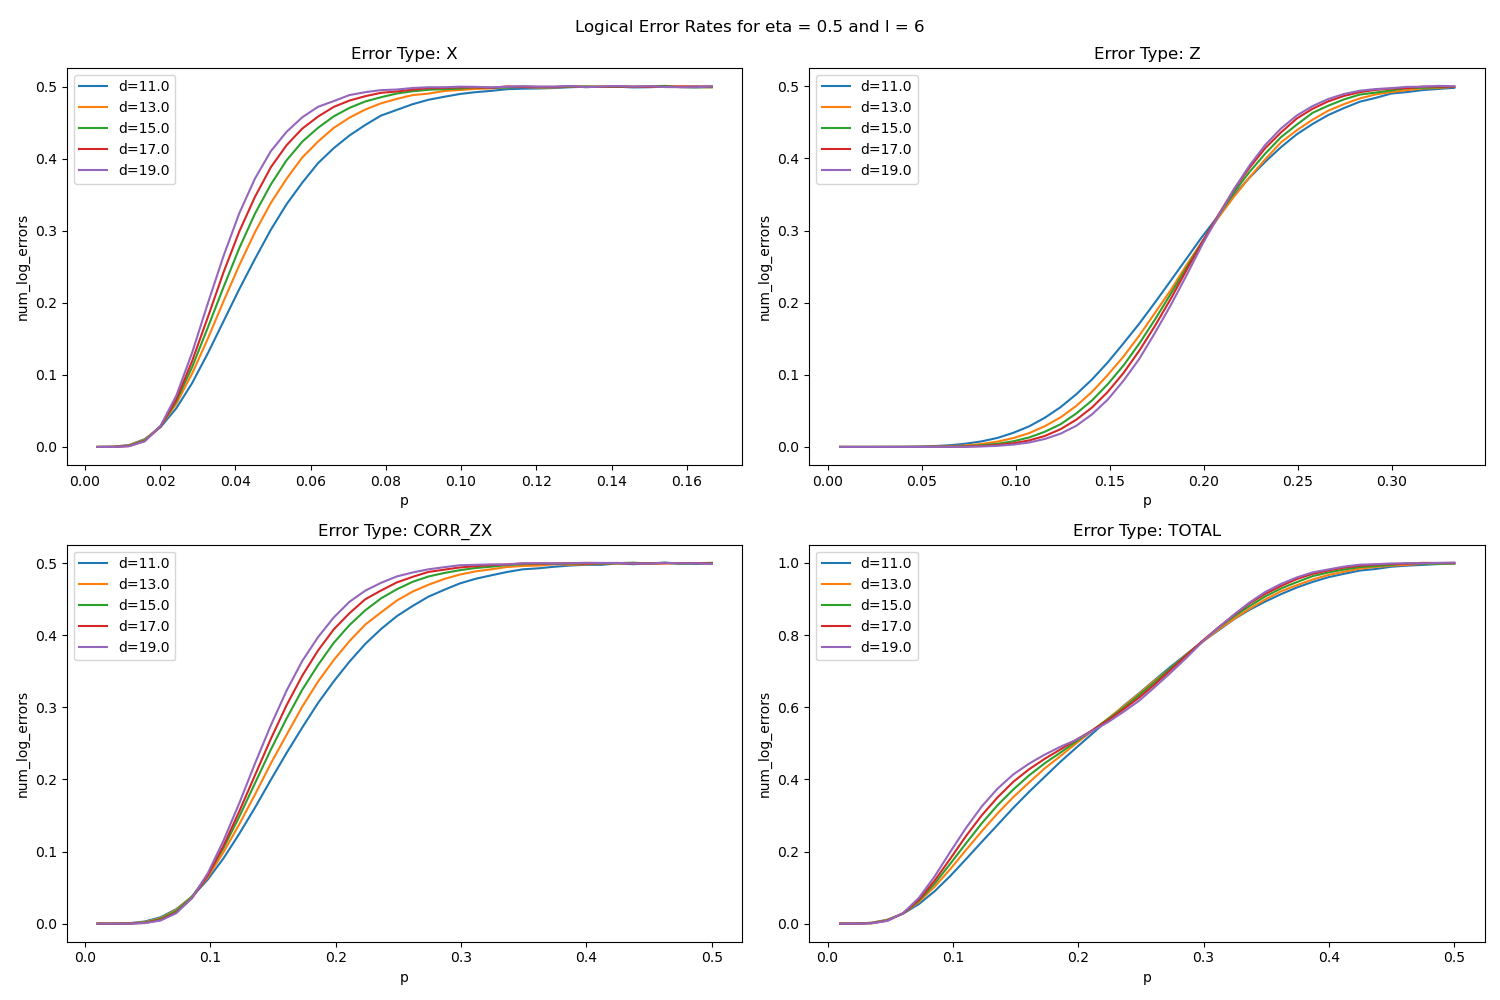 Logical Error Rates for eta = 0.5 and l = 6
Error Type: X
num_log_errors
0.5
0.4
0.3
0.2
0.1
0.0
d=11.0
d=13.0
d=15.0
d=17.0
d=19.0
0.00 0.02 0.04 0.06 0.08 0.10 0.12 0.14 0.16
p
Error Type: Z
num_log_errors
0.5
0.4
0.3
0.2
0.1
0.0
d=11.0
d=13.0
d=15.0
d=17.0
d=19.0
0.00 0.05 0.10 0.15 0.20 0.25 0.30
p
Error Type: CORR_ZX
num_log_errors
0.5
0.4
0.3
0.2
0.1
0.0
d=11.0
d=13.0
d=15.0
d=17.0
d=19.0
0.0 0.1 0.2 0.3 0.4 0.5
p
Error Type: TOTAL
num_log_errors
1.0
0.8
0.6
0.4
0.2
0.0
d=11.0
d=13.0
d=15.0
d=17.0
d=19.0
0.0 0.1 0.2 0.3 0.4 0.5
p